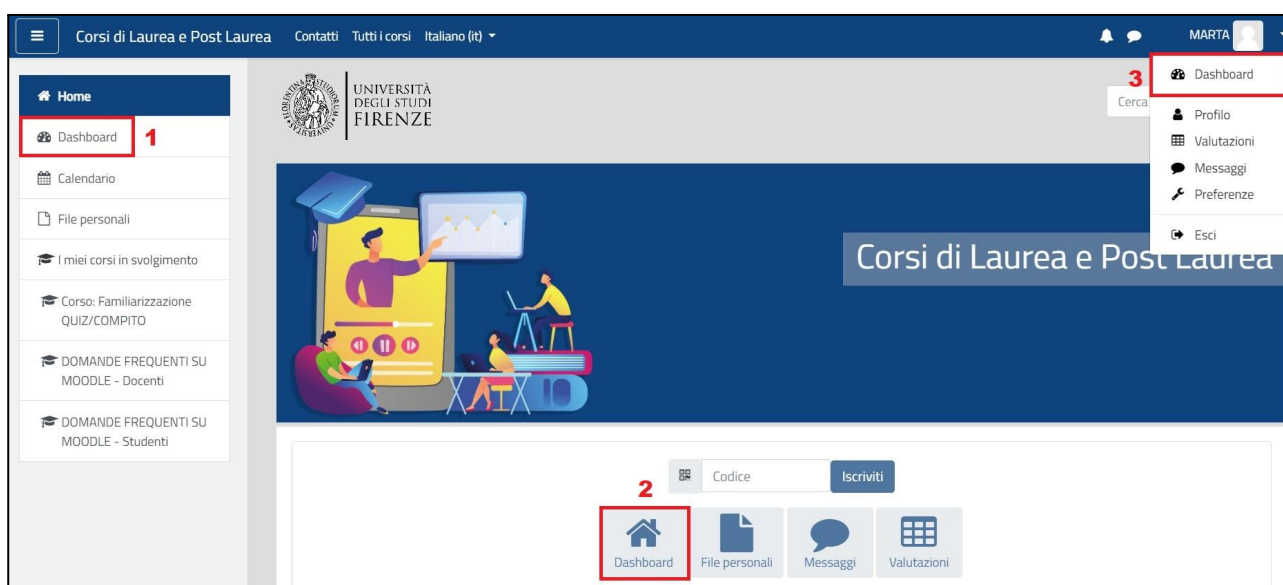 Corsi di Laurea e Post Laurea Contatti Tutti i corsi Italiano (it) MARTA
Home
Dashboard 1
Calendario
File personali
I miei corsi in svolgimento
Corso: Familiarizzazione
QUIZ/COMPITO
DOMANDE FREQUENTI SU
MOODLE - Docenti
DOMANDE FREQUENTI SU
MOODLE - Studenti
UNIVERSITÀ
DEGLI STUDI
FIRENZE
Cerca
3 Dashboard
Profilo
Valutazioni
Messaggi
Preferenze
Esci
Corsi di Laurea e Post Laurea
Codice Iscriviti
2
Dashboard File personali Messaggi Valutazioni